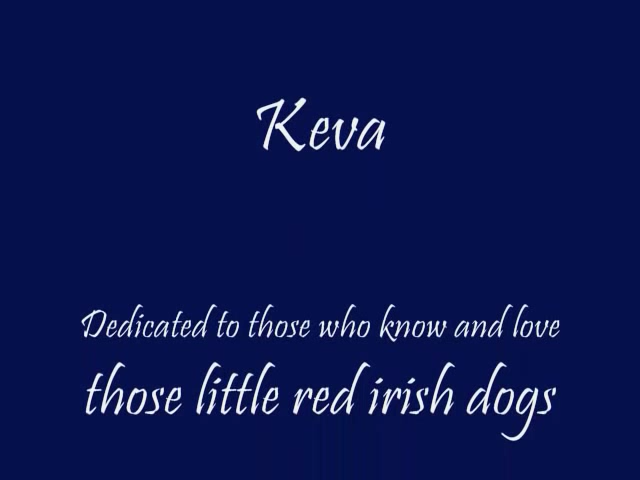 Keva
Dedicated to those who know and love
those little red irish dogs